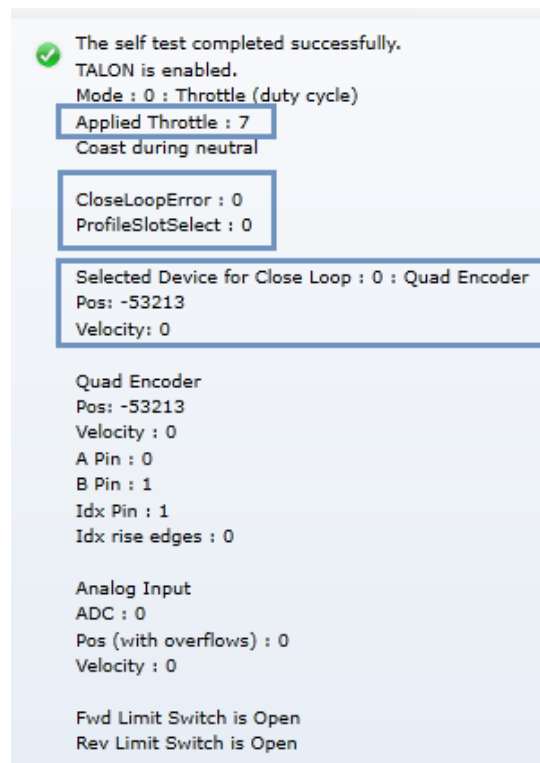 The self test completed successfully.
TALON is enabled.
Mode : 0 : Throttle (duty cycle)
Applied Throttle : 7
Coast during neutral
CloseLoopError : 0
ProfileSlotSelect : 0
Selected Device for Close Loop : 0 : Quad Encoder
Pos: -53213
Velocity: 0
Quad Encoder
Pos: -53213
Velocity : 0
A Pin : 0
B Pin : 1
Idx Pin : 1
Idx rise edges : 0
Analog Input
ADC : 0
Pos (with overflows) : 0
Velocity : 0
Fwd Limit Switch is Open
Rev Limit Switch is Open